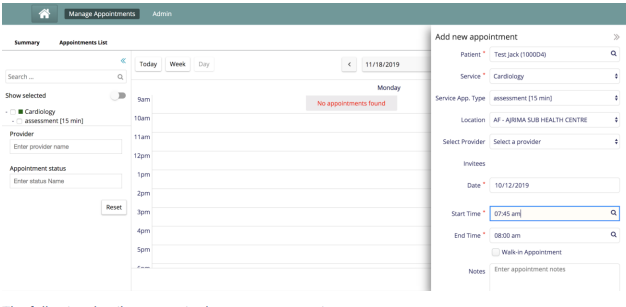 Manage Appointments
Admin
Summary
Appointments List
Search ...
Show selected
Cardiology
assessment [15 min]
Provider
Enter provider name
Appointment status
Enter status Name
Reset
Today
Week
Day
11/18/2019
Monday
No appointments found
9am
10am
11am
12pm
1pm
2pm
3pm
4pm
5pm
Add new appointment
Patient * Test Jack (1000D4)
Service * Cardiology
Service App. Type assessment [15 min]
Location AF - AJRIMA SUB HEALTH CENTRE
Select Provider Select a provider
Invitees
Date * 10/12/2019
Start Time * 07:45 am
End Time * 08:00 am
Walk-in Appointment
Notes Enter appointment notes